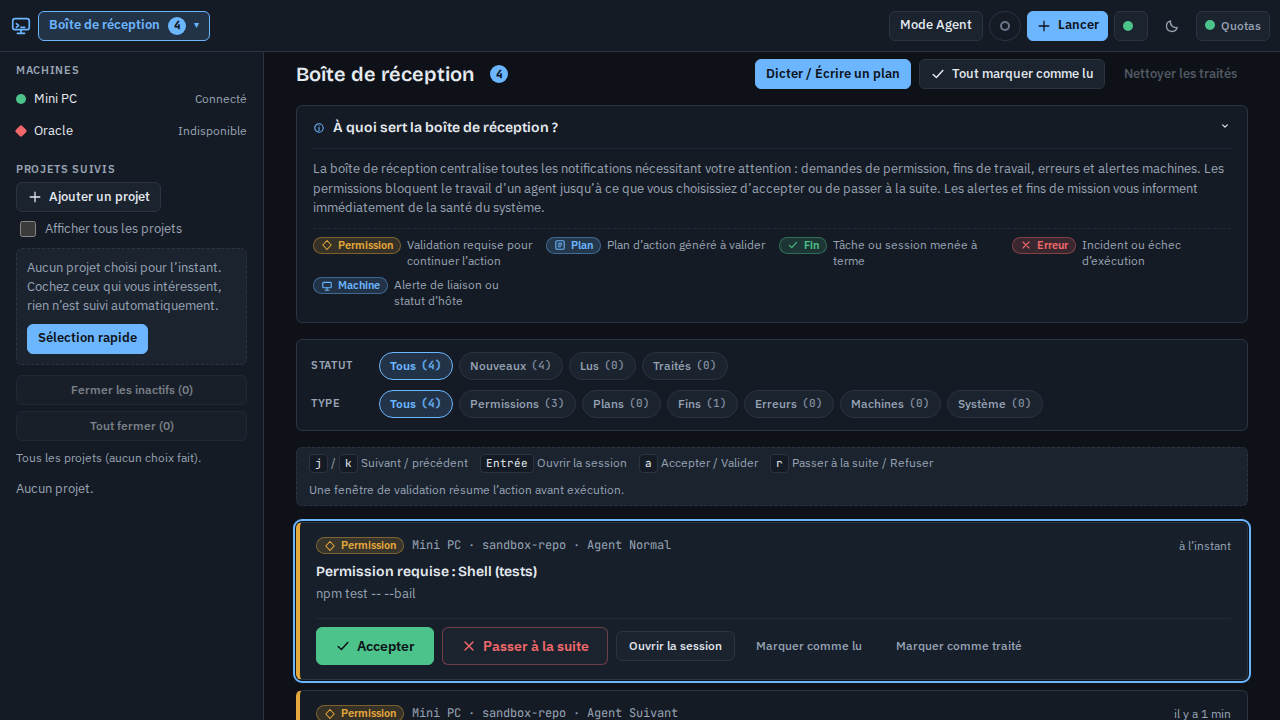 Boîte de réception 4 ▾
Mode Agent
Lancer
Quotas
MACHINES
Mini PC Connecté
Oracle Indisponible
PROJETS SUIVIS
Ajouter un projet
Afficher tous les projets
Aucun projet choisi pour l’instant.
Cochez ceux qui vous intéressent,
rien n’est suivi automatiquement.
Sélection rapide
Fermer les inactifs (0)
Tout fermer (0)
Tous les projets (aucun choix fait).
Aucun projet.
Boîte de réception 4
Dicter / Écrire un plan
Tout marquer comme lu
Nettoyer les traités
À quoi sert la boîte de réception ?
La boîte de réception centralise toutes les notifications nécessitant votre attention : demandes de permission, fins de travail, erreurs et alertes machines. Les
permissions bloquent le travail d’un agent jusqu’à ce que vous choisissiez d’accepter ou de passer à la suite. Les alertes et fins de mission vous informent
immédiatement de la santé du système.
Permission Validation requise pour
continuer l’action
Plan Plan d’action généré à valider
Fin Tâche ou session menée à
terme
Erreur Incident ou échec
d’exécution
Machine Alerte de liaison ou
statut d’hôte
STATUT Tous (4) Nouveaux (4) Lus (0) Traités (0)
TYPE Tous (4) Permissions (3) Plans (0) Fins (1) Erreurs (0) Machines (0) Système (0)
j / k Suivant / précédent Entrée Ouvrir la session a Accepter / Valider r Passer à la suite / Refuser
Une fenêtre de validation résume l’action avant exécution.
Permission Mini PC · sandbox-repo · Agent Normal à l’instant
Permission requise : Shell (tests)
npm test -- --bail
Accepter Passer à la suite Ouvrir la session Marquer comme lu Marquer comme traité
Permission Mini PC · sandbox-repo · Agent Suivant il y a 1 min